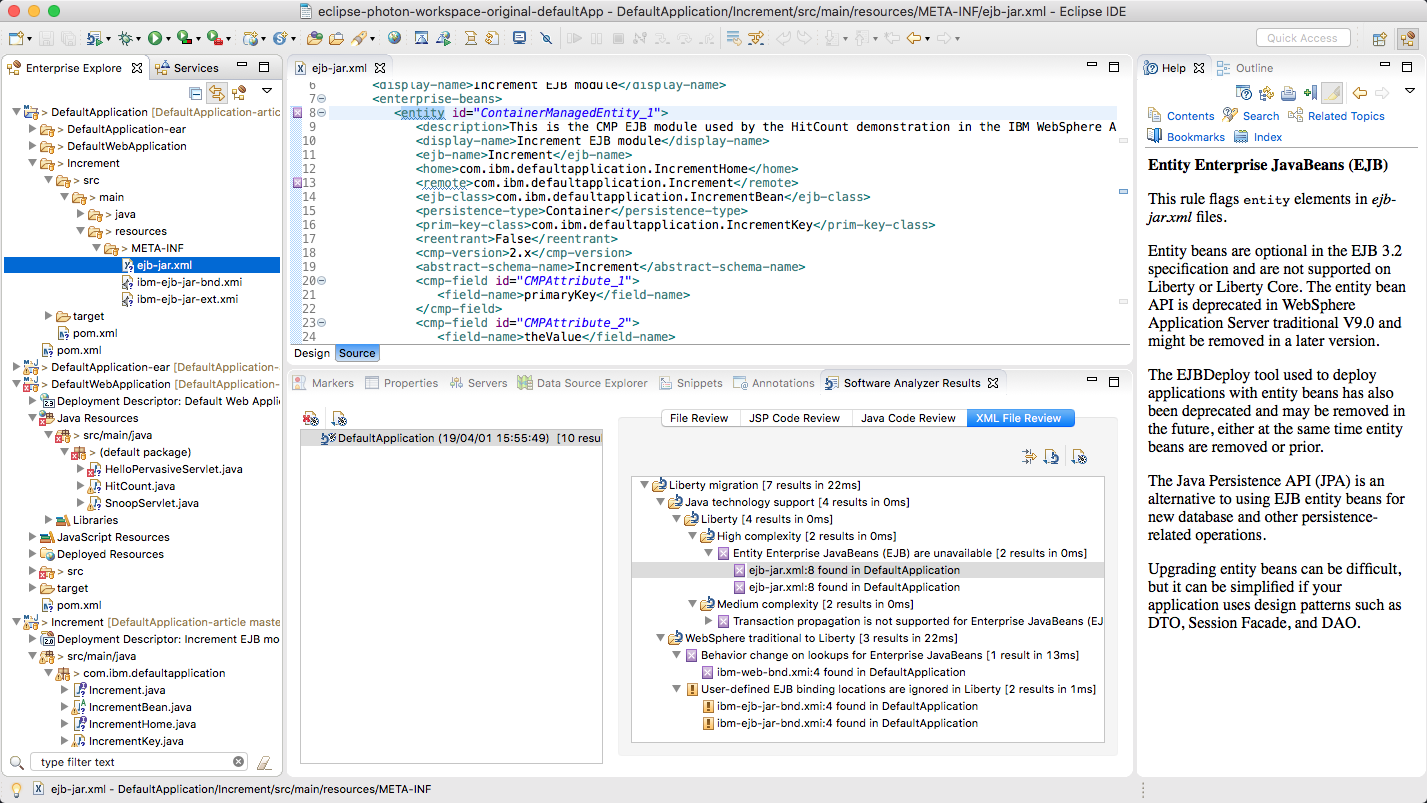 eclipse-photon-workspace-original-defaultApp - DefaultApplication/Increment/src/main/resources/META-INF/ejb-jar.xml - Eclipse IDE
Quick Access
Enterprise Explore
Services
DefaultApplication [DefaultApplication-artic
> DefaultApplication-ear
> DefaultWebApplication
> Increment
> src
> main
> java
> resources
> META-INF
ejb-jar.xml
ibm-ejb-jar-bnd.xmi
ibm-ejb-jar-ext.xmi
target
pom.xml
pom.xml
> DefaultApplication-ear [DefaultApplication-
> DefaultWebApplication [DefaultApplication-
Deployment Descriptor: Default Web Appli
Java Resources
> src/main/java
> (default package)
HelloPervasiveServlet.java
HitCount.java
SnoopServlet.java
Libraries
JavaScript Resources
Deployed Resources
> src
target
pom.xml
> Increment [DefaultApplication-article maste
Deployment Descriptor: Increment EJB mo
> src/main/java
> com.ibm.defaultapplication
Increment.java
IncrementBean.java
IncrementHome.java
IncrementKey.java
type filter text
ejb-jar.xml
6 <display-name>Increment EJB module</display-name>
7 <enterprise-beans>
8 <entity id="ContainerManagedEntity_1">
9 <description>This is the CMP EJB module used by the HitCount demonstration in the IBM WebSphere A
10 <display-name>Increment EJB module</display-name>
11 <ejb-name>Increment</ejb-name>
12 <home>com.ibm.defaultapplication.IncrementHome</home>
13 <remote>com.ibm.defaultapplication.Increment</remote>
14 <ejb-class>com.ibm.defaultapplication.IncrementBean</ejb-class>
15 <persistence-type>Container</persistence-type>
16 <prim-key-class>com.ibm.defaultapplication.IncrementKey</prim-key-class>
17 <reentrant>False</reentrant>
18 <cmp-version>2.x</cmp-version>
19 <abstract-schema-name>Increment</abstract-schema-name>
20 <cmp-field id="CMPAttribute_1">
21 <field-name>primaryKey</field-name>
22 </cmp-field>
23 <cmp-field id="CMPAttribute_2">
24 <field-name>theValue</field-name>
Design Source
Markers
Properties
Servers
Data Source Explorer
Snippets
Annotations
Software Analyzer Results
DefaultApplication (19/04/01 15:55:49) [10 resul
File Review
JSP Code Review
Java Code Review
XML File Review
Liberty migration [7 results in 22ms]
Java technology support [4 results in 0ms]
Liberty [4 results in 0ms]
High complexity [2 results in 0ms]
Entity Enterprise JavaBeans (EJB) are unavailable [2 results in 0ms]
ejb-jar.xml:8 found in DefaultApplication
ejb-jar.xml:8 found in DefaultApplication
Medium complexity [2 results in 0ms]
Transaction propagation is not supported for Enterprise JavaBeans (EJ
WebSphere traditional to Liberty [3 results in 22ms]
Behavior change on lookups for Enterprise JavaBeans [1 result in 13ms]
ibm-web-bnd.xmi:4 found in DefaultApplication
User-defined EJB binding locations are ignored in Liberty [2 results in 1ms]
ibm-ejb-jar-bnd.xmi:4 found in DefaultApplication
ibm-ejb-jar-bnd.xmi:4 found in DefaultApplication
Help
Outline
Contents Search Related Topics
Bookmarks Index
Entity Enterprise JavaBeans (EJB)
This rule flags entity elements in ejb-
jar.xml files.
Entity beans are optional in the EJB 3.2
specification and are not supported on
Liberty or Liberty Core. The entity bean
API is deprecated in WebSphere
Application Server traditional V9.0 and
might be removed in a later version.
The EJBDeploy tool used to deploy
applications with entity beans has also
been deprecated and may be removed in
the future, either at the same time entity
beans are removed or prior.
The Java Persistence API (JPA) is an
alternative to using EJB entity beans for
new database and other persistence-
related operations.
Upgrading entity beans can be difficult,
but it can be simplified if your
application uses design patterns such as
DTO, Session Facade, and DAO.
ejb-jar.xml - DefaultApplication/Increment/src/main/resources/META-INF